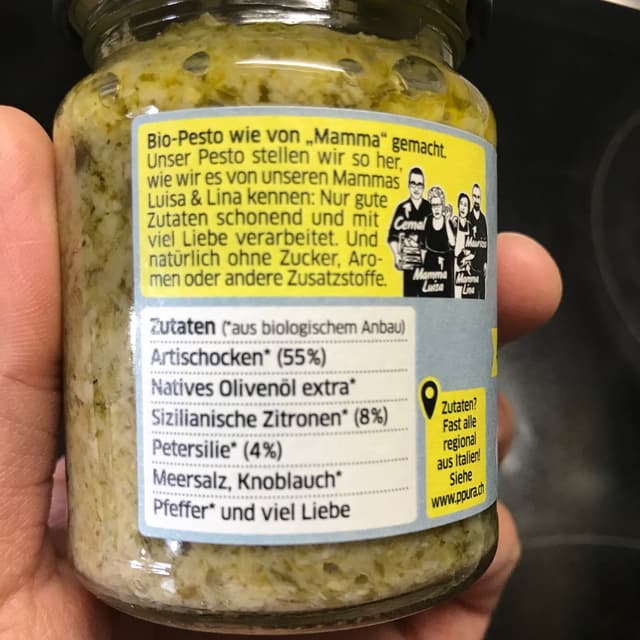 Bio-Pesto wie von „Mamma“ gemacht.
Unser Pesto stellen wir so her,
wie wir es von unseren Mammas
Luisa & Lina kennen: Nur gute
Zutaten schonend und mit
viel Liebe verarbeitet. Und
natürlich ohne Zucker, Aro-
men oder andere Zusatzstoffe.
Cemal
Maurizio
Mamma
Luisa
Mamma
Lina
Zutaten (*aus biologischem Anbau)
Artischocken* (55%)
Natives Olivenöl extra*
Sizilianische Zitronen* (8%)
Petersilie* (4%)
Meersalz, Knoblauch*
Pfeffer* und viel Liebe
Zutaten?
Fast alle
regional
aus Italien!
Siehe
www.ppura.ch